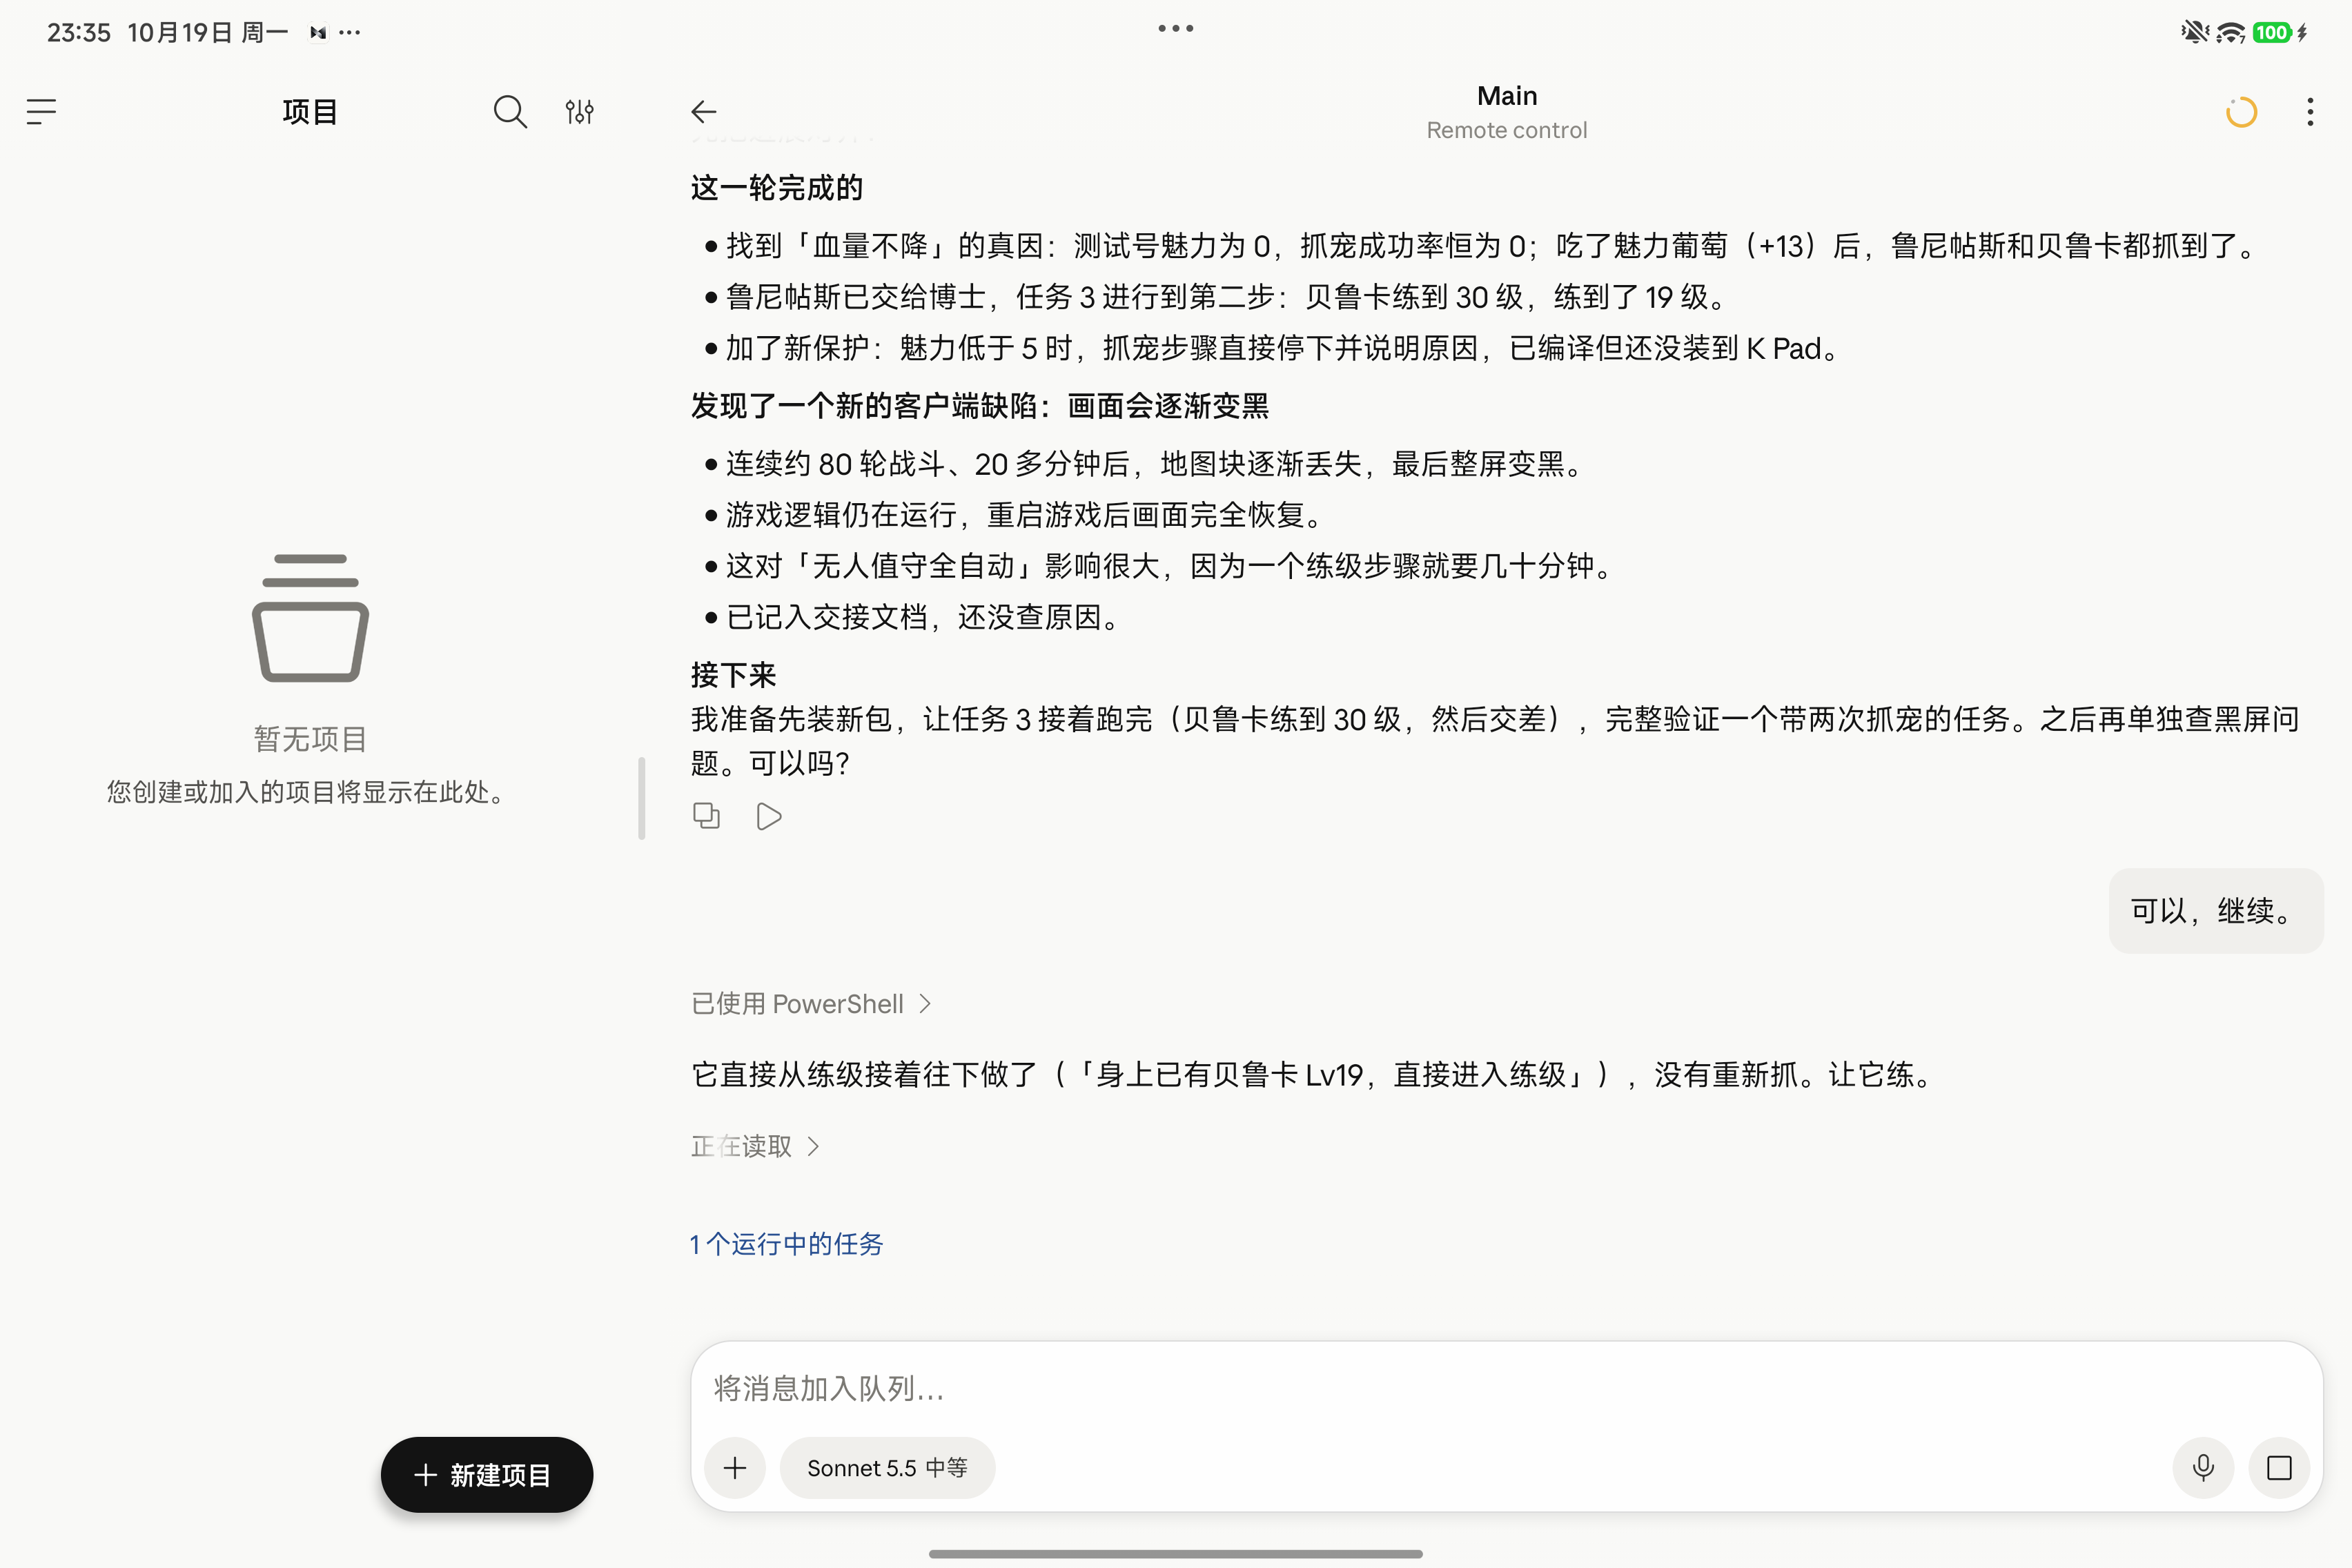 23:35 10月19日 周一
100
项目
暂无项目
您创建或加入的项目将显示在此处。
+ 新建项目
Main
Remote control
这一轮完成的
• 找到「血量不降」的真因：测试号魅力为 0，抓宠成功率恒为 0；吃了魅力葡萄（+13）后，鲁尼帖斯和贝鲁卡都抓到了。
• 鲁尼帖斯已交给博士，任务 3 进行到第二步：贝鲁卡练到 30 级，练到了 19 级。
• 加了新保护：魅力低于 5 时，抓宠步骤直接停下并说明原因，已编译但还没装到 K Pad。
发现了一个新的客户端缺陷：画面会逐渐变黑
• 连续约 80 轮战斗、20 多分钟后，地图块逐渐丢失，最后整屏变黑。
• 游戏逻辑仍在运行，重启游戏后画面完全恢复。
• 这对「无人值守全自动」影响很大，因为一个练级步骤就要几十分钟。
• 已记入交接文档，还没查原因。
接下来
我准备先装新包，让任务 3 接着跑完（贝鲁卡练到 30 级，然后交差），完整验证一个带两次抓宠的任务。之后再单独查黑屏问
题。可以吗？
可以，继续。
已使用 PowerShell
它直接从练级接着往下做了（「身上已有贝鲁卡 Lv19，直接进入练级」），没有重新抓。让它练。
正在读取
1 个运行中的任务
将消息加入队列...
Sonnet 5.5 中等